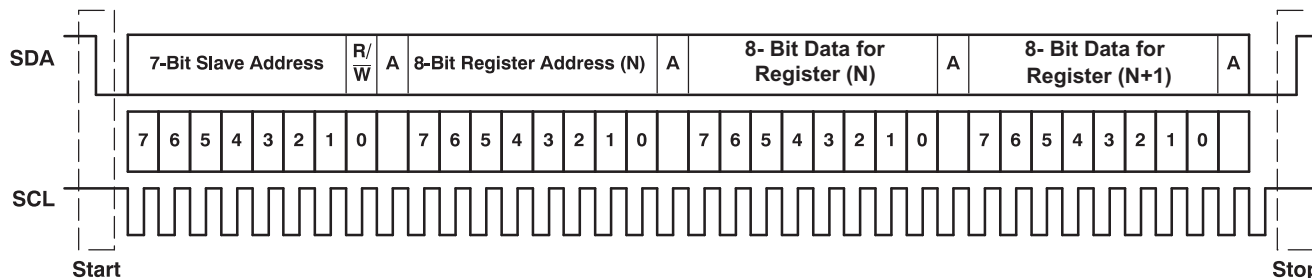 SDA
7-Bit Slave Address
R/
W
A
8-Bit Register Address (N)
A
8- Bit Data for
Register (N)
A
8- Bit Data for
Register (N+1)
A
7 6 5 4 3 2 1 0 7 6 5 4 3 2 1 0 7 6 5 4 3 2 1 0 7 6 5 4 3 2 1 0
SCL
Start
Stop